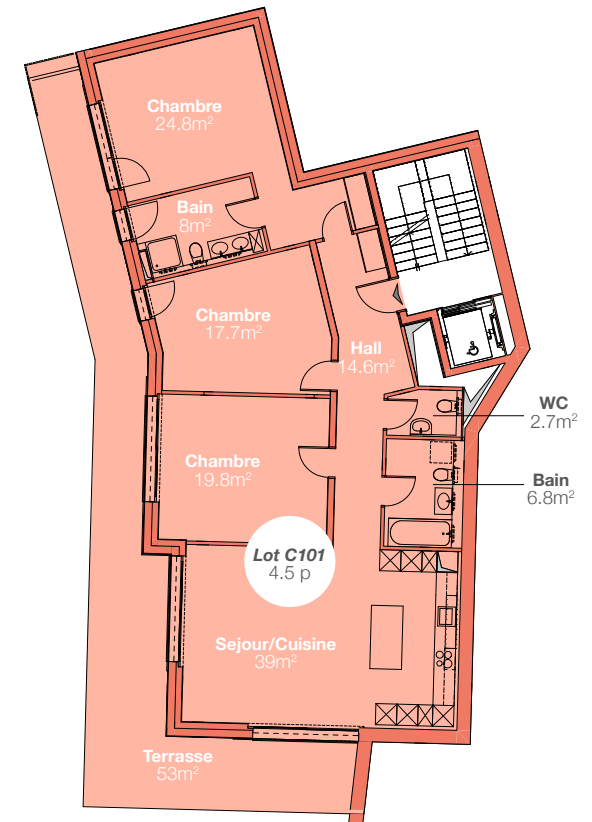 Chambre
24.8m²
Bain
8m²
Chambre
17.7m²
Hall
14.6m²
WC
2.7m²
Chambre
19.8m²
Bain
6.8m²
Lot C101
4.5 p
Sejour/Cuisine
39m²
Terrasse
53m²